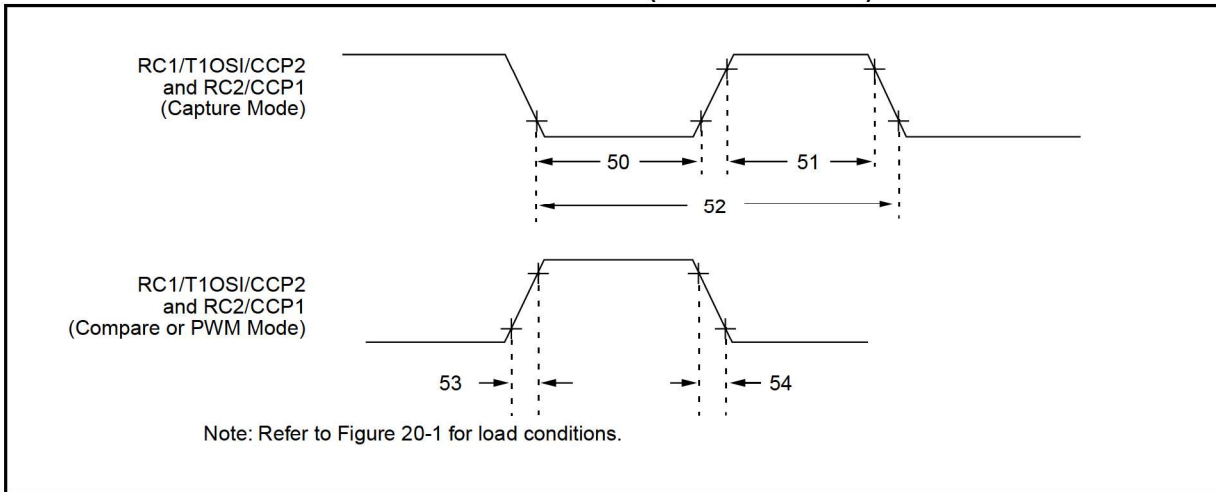 RC1/T1OSI/CCP2
and RC2/CCP1
(Capture Mode)
50
51
52
RC1/T1OSI/CCP2
and RC2/CCP1
(Compare or PWM Mode)
53
54
Note: Refer to Figure 20-1 for load conditions.